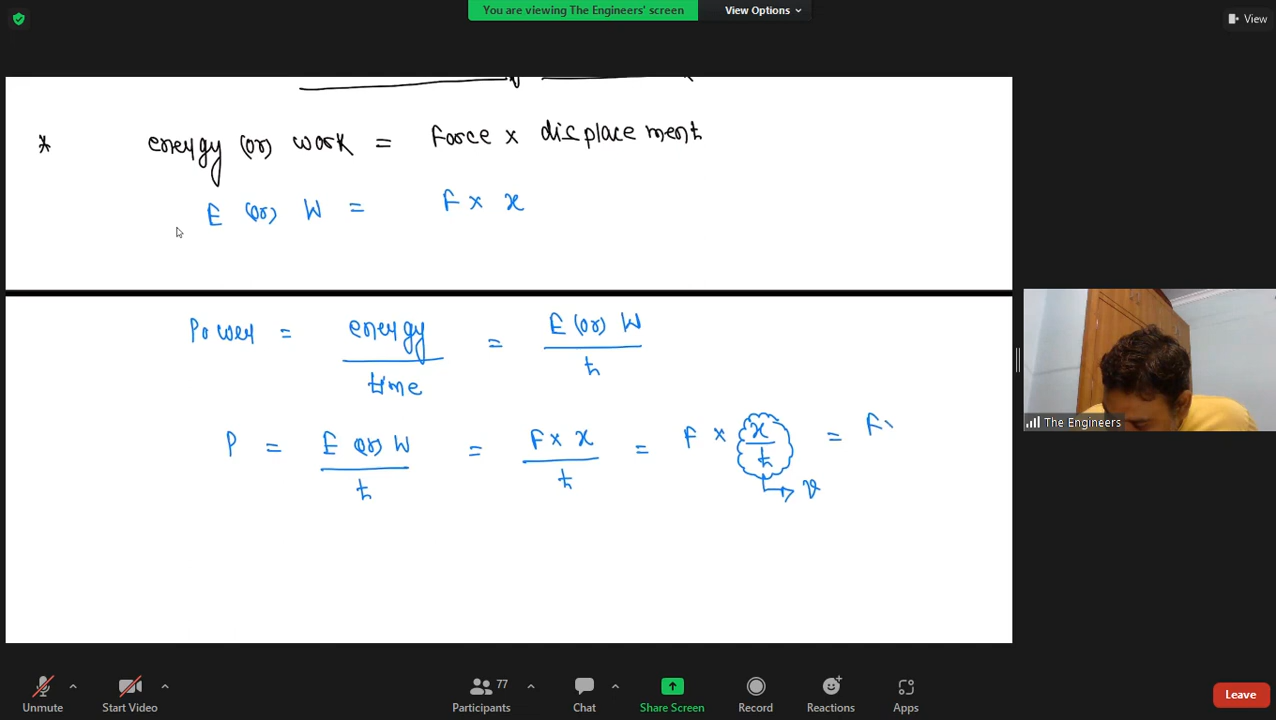 You are viewing The Engineers' screen
View Options
View
* energy (or) work = Force × displacement
E (or) W = F × x
Power = energy / time = E (or) W / t
P = E (or) W / t = F × x / t = F × x / t = F×
→ v
The Engineers
Unmute
Start Video
Participants 77
Chat
Share Screen
Record
Reactions
Apps
Leave